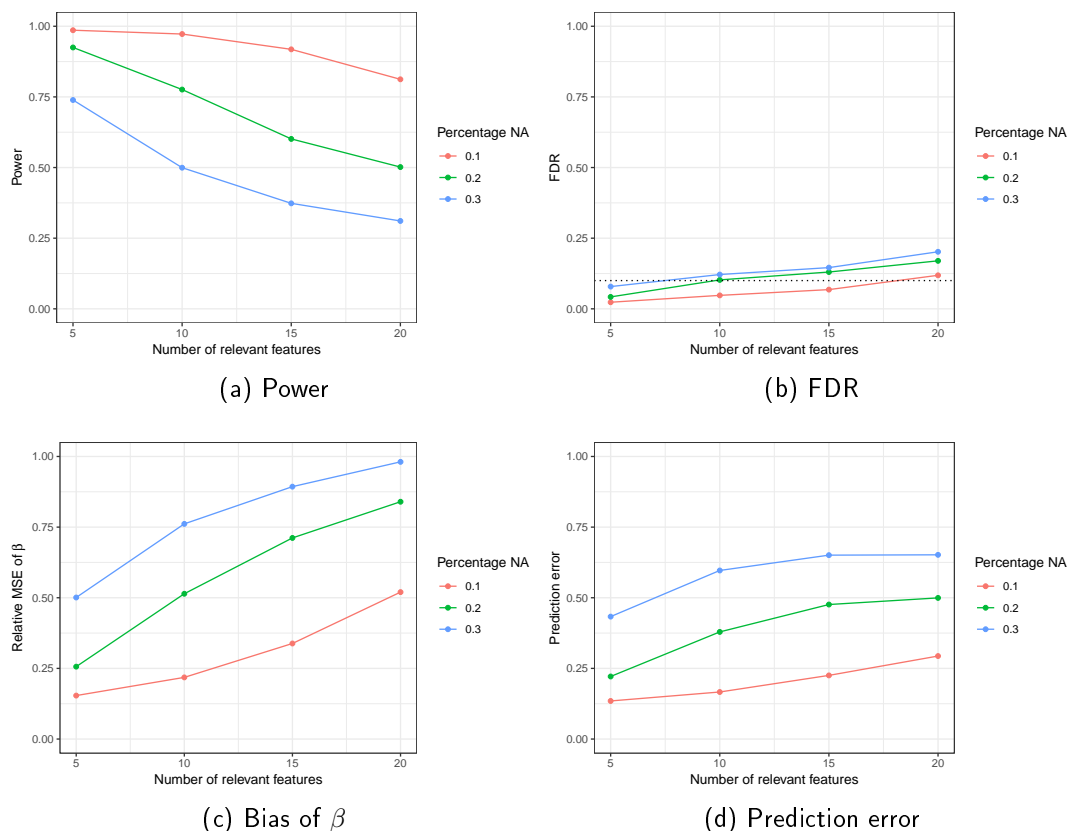 1.00
0.75
0.50
0.25
0.00
Power
5 10 15 20
Number of relevant features
Percentage NA
0.1
0.2
0.3
(a) Power
1.00
0.75
0.50
0.25
0.00
FDR
5 10 15 20
Number of relevant features
Percentage NA
0.1
0.2
0.3
(b) FDR
1.00
0.75
0.50
0.25
0.00
Relative MSE of β
5 10 15 20
Number of relevant features
Percentage NA
0.1
0.2
0.3
(c) Bias of β
1.00
0.75
0.50
0.25
0.00
Prediction error
5 10 15 20
Number of relevant features
Percentage NA
0.1
0.2
0.3
(d) Prediction error